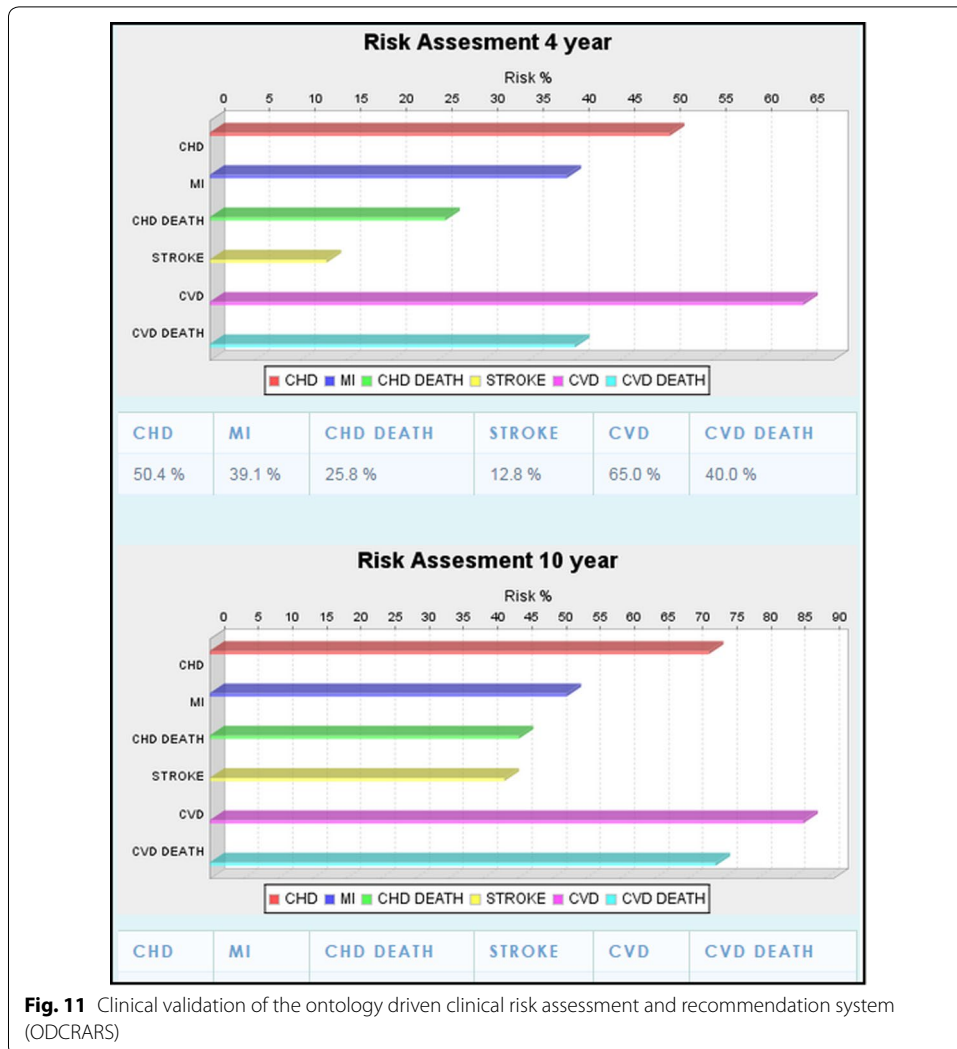 Risk Assesment 4 year
Risk %
0 5 10 15 20 25 30 35 40 45 50 55 60 65
CHD
MI
CHD DEATH
STROKE
CVD
CVD DEATH
CHD MI CHD DEATH STROKE CVD CVD DEATH
CHD MI CHD DEATH STROKE CVD CVD DEATH
50.4 % 39.1 % 25.8 % 12.8 % 65.0 % 40.0 %
Risk Assesment 10 year
Risk %
0 5 10 15 20 25 30 35 40 45 50 55 60 65 70 75 80 85 90
CHD
MI
CHD DEATH
STROKE
CVD
CVD DEATH
CHD MI CHD DEATH STROKE CVD CVD DEATH
CHD MI CHD DEATH STROKE CVD CVD DEATH
Fig. 11 Clinical validation of the ontology driven clinical risk assessment and recommendation system
(ODCRARS)